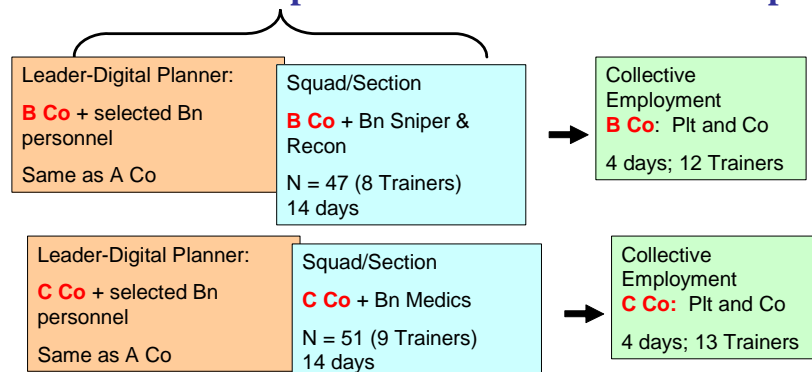 Leader-Digital Planner:
B Co + selected Bn
personnel
Same as A Co
Squad/Section
B Co + Bn Sniper &
Recon
N = 47 (8 Trainers)
14 days
Collective
Employment
B Co: Plt and Co
4 days; 12 Trainers
Leader-Digital Planner:
C Co + selected Bn
personnel
Same as A Co
Squad/Section
C Co + Bn Medics
N = 51 (9 Trainers)
14 days
Collective
Employment
C Co: Plt and Co
4 days; 13 Trainers